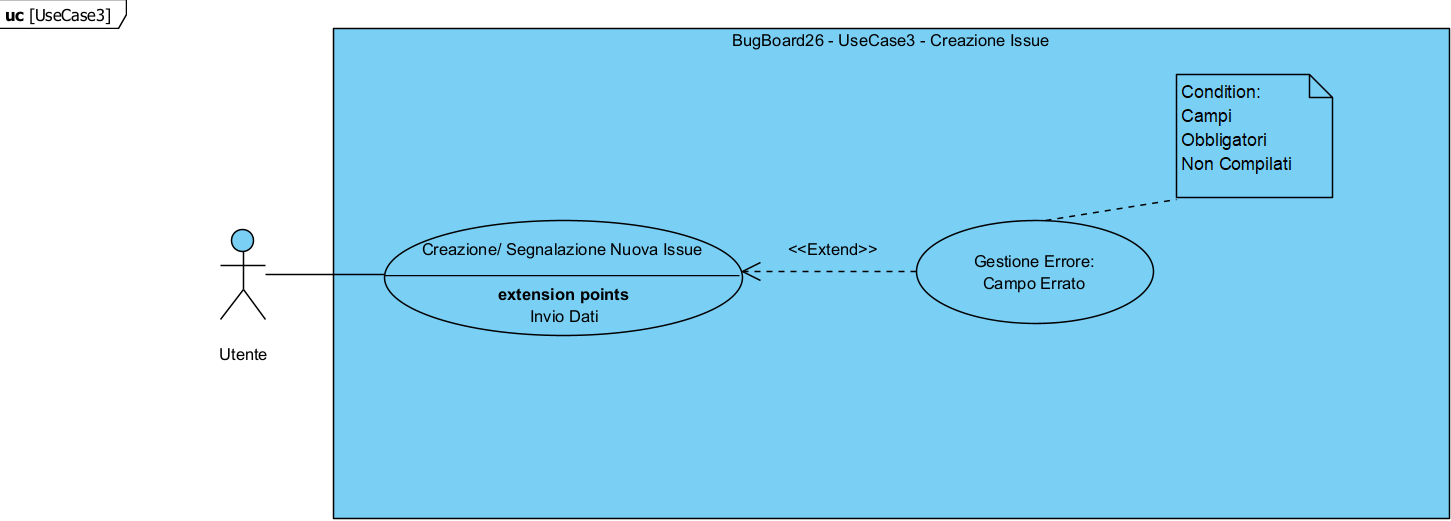 uc [UseCase3]
BugBoard26 - UseCase3 - Creazione Issue
Condition:
Campi
Obbligatori
Non Compilati
Creazione/ Segnalazione Nuova Issue
extension points
Invio Dati
<<Extend>>
Gestione Errore:
Campo Errato
Utente